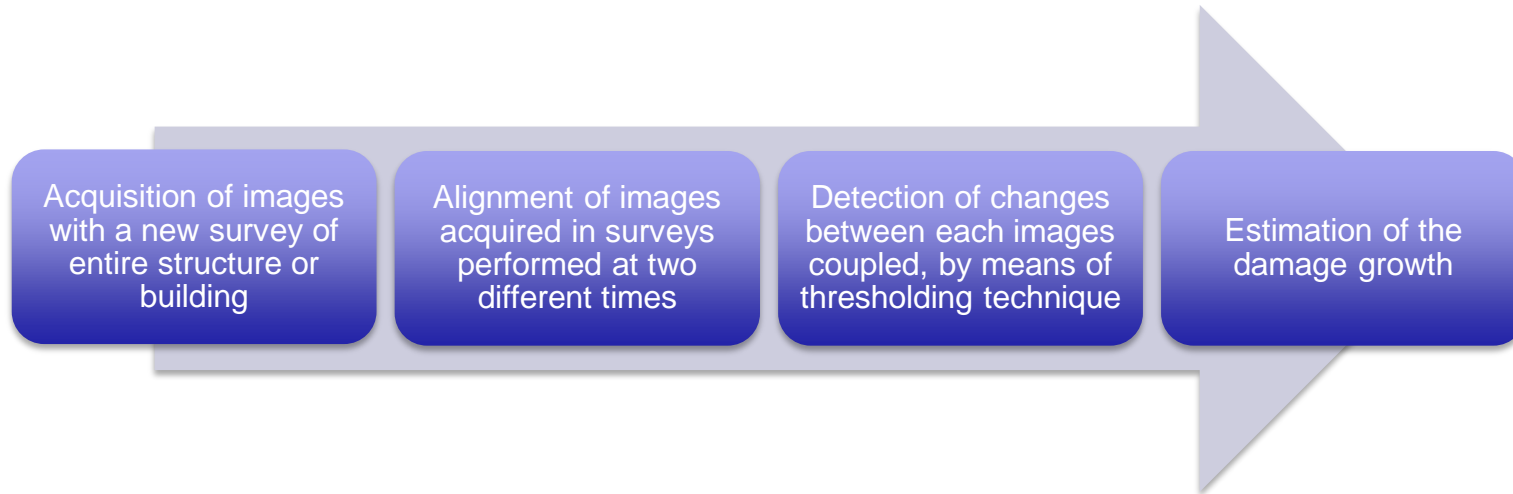 Acquisition of images
with a new survey of
entire structure or
building
Alignment of images
acquired in surveys
performed at two
different times
Detection of changes
between each images
coupled, by means of
thresholding technique
Estimation of the
damage growth